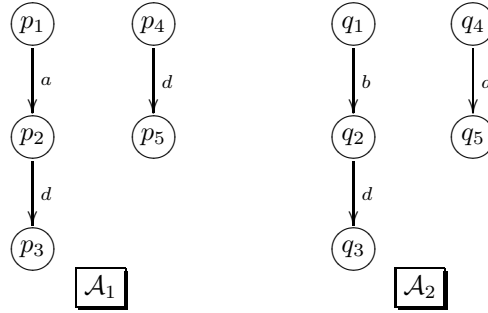 p₁ p₄ q₁ q₄
a d b
p₂ p₅ q₂ q₅
d d
p₃ q₃
𝒜₁ 𝒜₂